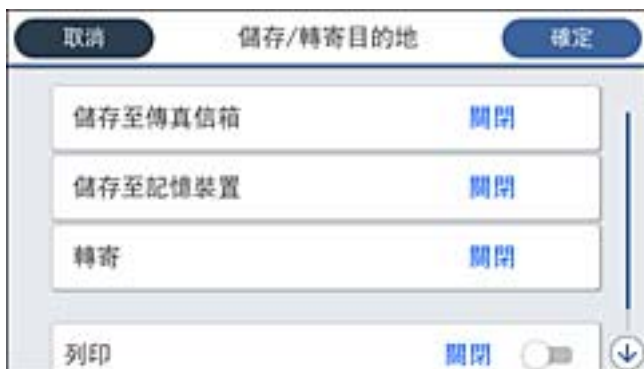 取消 儲存/轉寄目的地 確定
儲存至傳真信箱 關閉
儲存至記憶裝置 關閉
轉寄 關閉
列印 關閉